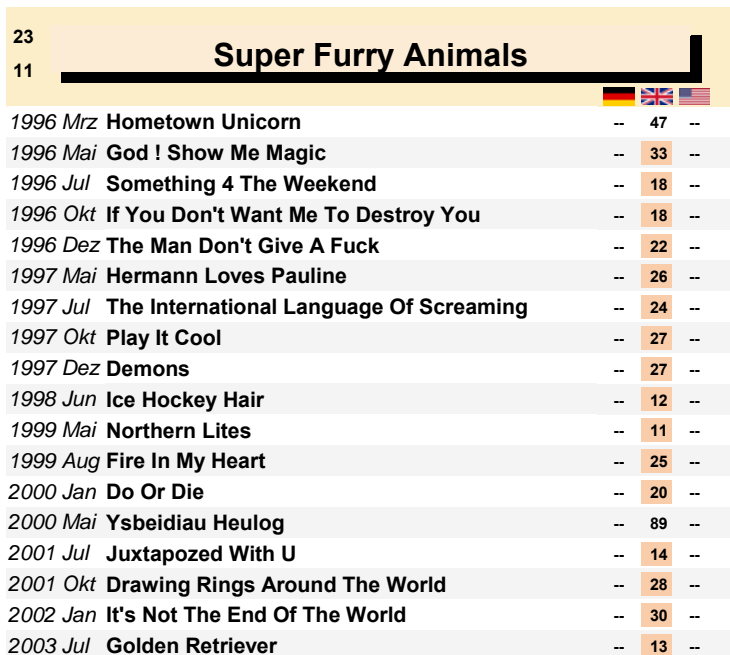 23
Super Furry Animals
11
1996 Mrz Hometown Unicorn -- 47 --
1996 Mai God ! Show Me Magic -- 33 --
1996 Jul Something 4 The Weekend -- 18 --
1996 Okt If You Don't Want Me To Destroy You -- 18 --
1996 Dez The Man Don't Give A Fuck -- 22 --
1997 Mai Hermann Loves Pauline -- 26 --
1997 Jul The International Language Of Screaming -- 24 --
1997 Okt Play It Cool -- 27 --
1997 Dez Demons -- 27 --
1998 Jun Ice Hockey Hair -- 12 --
1999 Mai Northern Lites -- 11 --
1999 Aug Fire In My Heart -- 25 --
2000 Jan Do Or Die -- 20 --
2000 Mai Ysbeidiau Heulog -- 89 --
2001 Jul Juxtapozed With U -- 14 --
2001 Okt Drawing Rings Around The World -- 28 --
2002 Jan It's Not The End Of The World -- 30 --
2003 Jul Golden Retriever -- 13 --